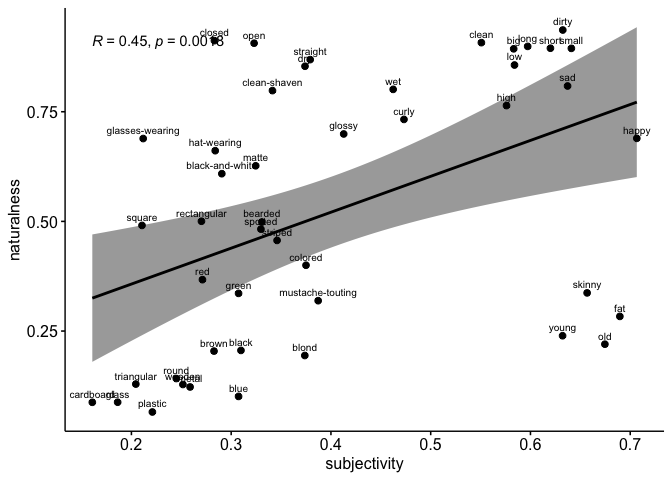 closed
open
dirty
R = 0.45, p = 0.0018
clean
big
long
short
small
straight
dry
low
clean-shaven
wet
sad
high
curly
0.75
glasses-wearing
glossy
happy
hat-wearing
matte
black-and-white
square
rectangular
bearded
0.50
spotted
striped
naturalness
colored
red
green
mustache-touting
skinny
0.25
fat
brown
black
blond
young
old
triangular
round
wooden
metal
cardboard
glass
plastic
blue
0.2
0.3
0.4
0.5
0.6
0.7
subjectivity